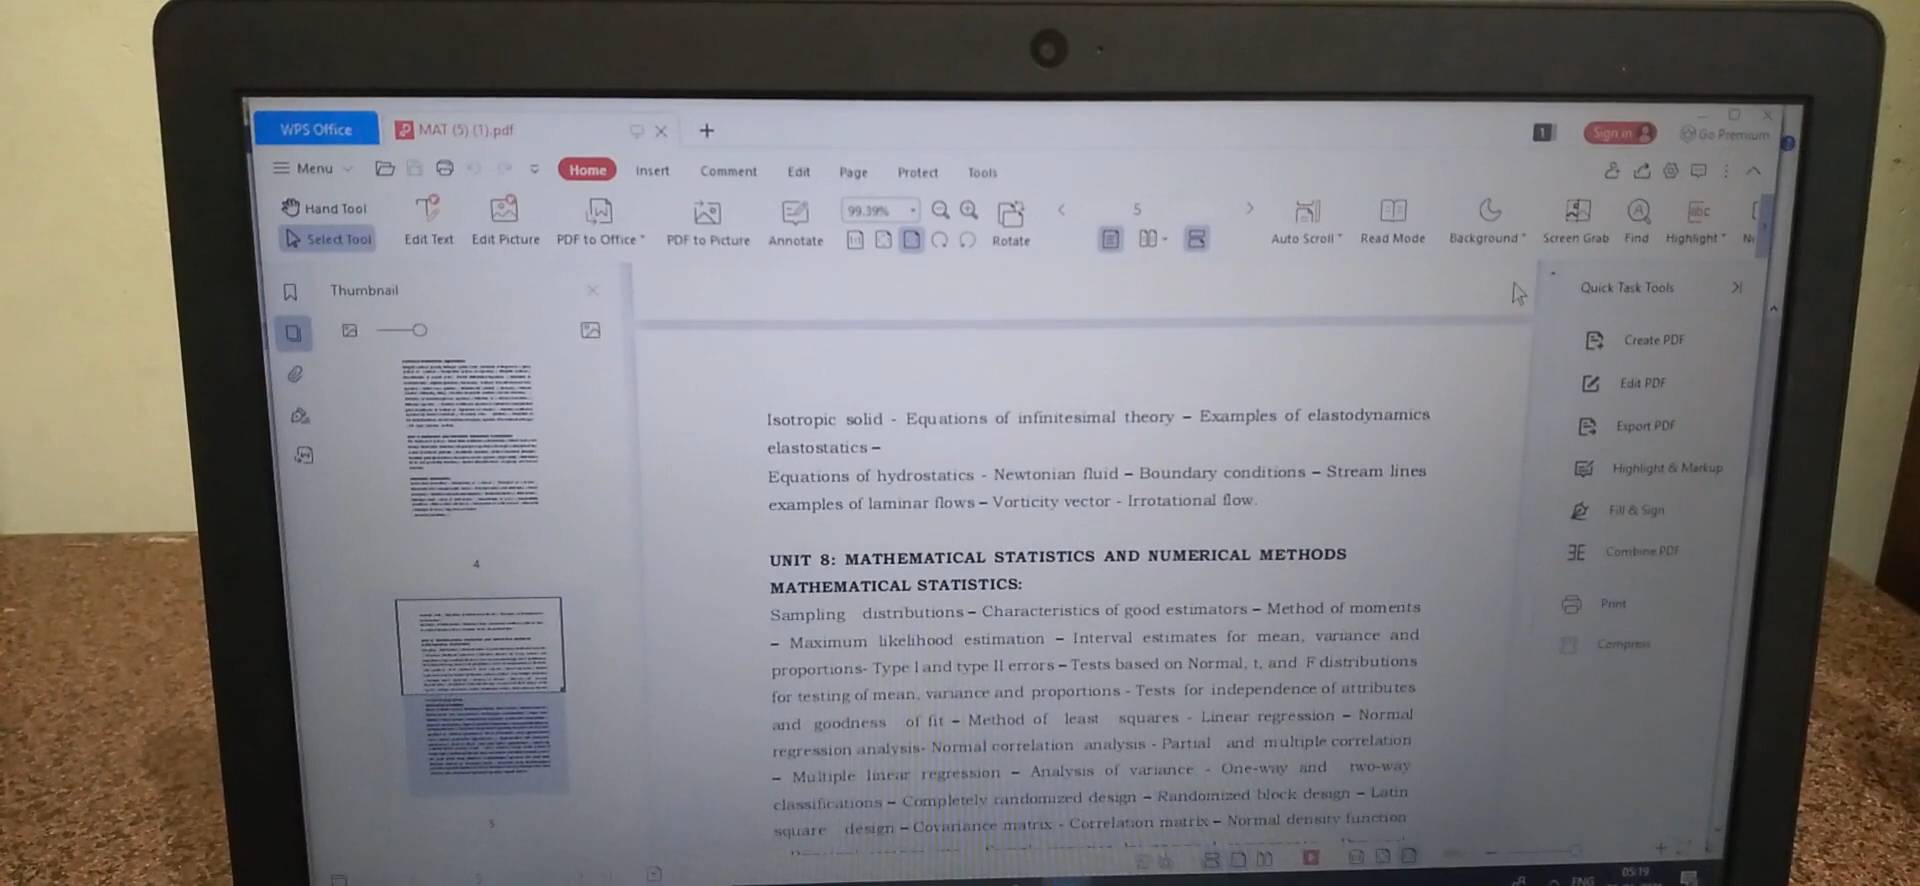 WPS Office MAT (5) (1).pdf 1 Sign in Go Premium
Menu Home Insert Comment Edit Page Protect Tools
Hand Tool 99.39% 5
Select Tool Edit Text Edit Picture PDF to Office PDF to Picture Annotate Rotate Auto Scroll Read Mode Background Screen Grab Find Highlight
Thumbnail
4
5
Isotropic solid - Equations of infinitesimal theory – Examples of elastodynamics
elastostatics –
Equations of hydrostatics - Newtonian fluid – Boundary conditions – Stream lines
examples of laminar flows – Vorticity vector - Irrotational flow.
UNIT 8: MATHEMATICAL STATISTICS AND NUMERICAL METHODS
MATHEMATICAL STATISTICS:
Sampling distributions – Characteristics of good estimators – Method of moments
– Maximum likelihood estimation – Interval estimates for mean, variance and
proportions- Type I and type II errors – Tests based on Normal, t, and F distributions
for testing of mean, variance and proportions - Tests for independence of attributes
and goodness of fit – Method of least squares - Linear regression – Normal
regression analysis- Normal correlation analysis - Partial and multiple correlation
– Multiple linear regression – Analysis of variance - One-way and two-way
classifications – Completely randomized design – Randomized block design – Latin
square design – Covariance matrix - Correlation matrix – Normal density function
Quick Task Tools
Create PDF
Edit PDF
Export PDF
Highlight & Markup
Fill & Sign
Combine PDF
Print
Compress
ENG 05:19